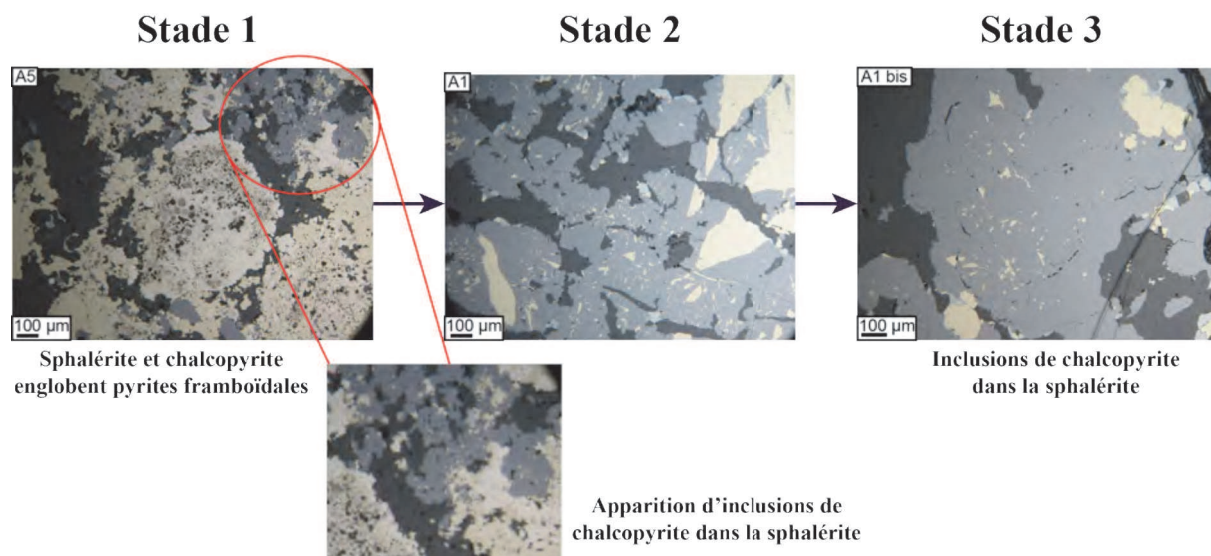 Stade 1
Stade 2
Stade 3
A5
A1
A1 bis
100 µm
100 µm
100 µm
Sphalérite et chalcopyrite
englobent pyrites framboïdales
Inclusions de chalcopyrite
dans la sphalérite
Apparition d'inclusions de
chalcopyrite dans la sphalérite